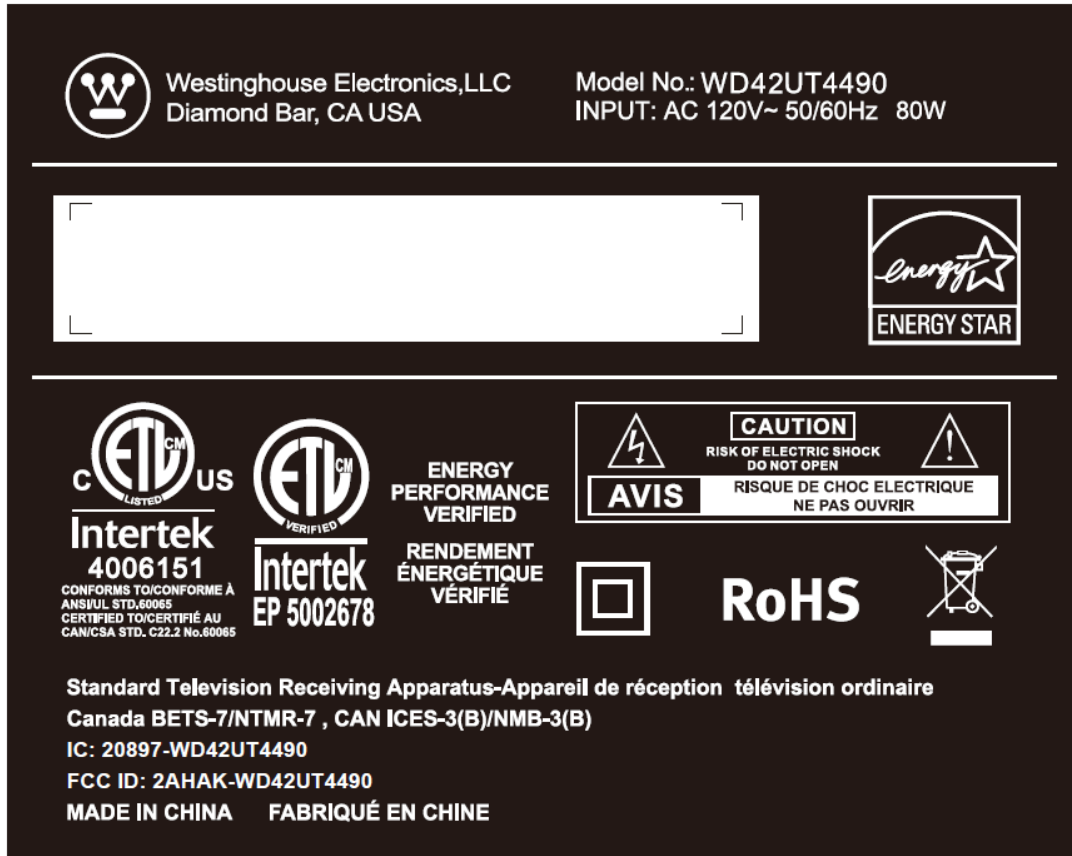 W Westinghouse Electronics,LLC
Diamond Bar, CA USA
Model No.: WD42UT4490
INPUT: AC 120V~ 50/60Hz 80W
energy
ENERGY STAR
C ETL CM US
LISTED
Intertek
4006151
CONFORMS TO/CONFORME À
ANSI/UL STD.60065
CERTIFIED TO/CERTIFIÉ AU
CAN/CSA STD. C22.2 No.60065
ETL CM
VERIFIED
Intertek
EP 5002678
ENERGY
PERFORMANCE
VERIFIED
RENDEMENT
ÉNERGÉTIQUE
VÉRIFIÉ
CAUTION
RISK OF ELECTRIC SHOCK
DO NOT OPEN
AVIS
RISQUE DE CHOC ELECTRIQUE
NE PAS OUVRIR
RoHS
Standard Television Receiving Apparatus-Appareil de réception télévision ordinaire
Canada BETS-7/NTMR-7 , CAN ICES-3(B)/NMB-3(B)
IC: 20897-WD42UT4490
FCC ID: 2AHAK-WD42UT4490
MADE IN CHINA FABRIQUÉ EN CHINE